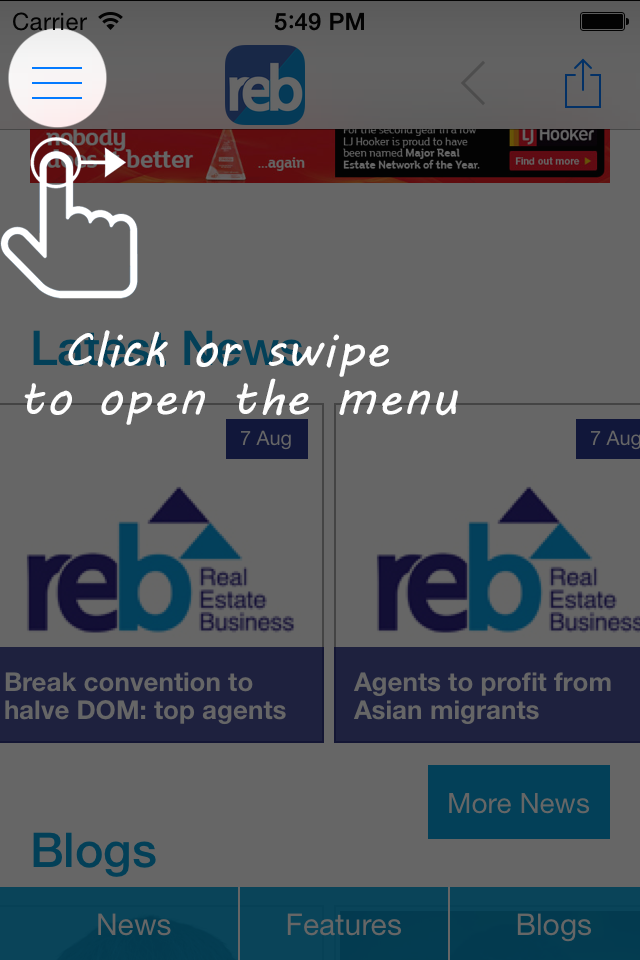 Carrier
5:49 PM
reb
nobody
does it better
...again
For the second year in a row
LJ Hooker is proud to have
been named Major Real
Estate Network of the Year.
LJ Hooker
Find out more
Latest News
Click or swipe
to open the menu
7 Aug
7 Aug
reb Real
Estate
Business
reb Real
Estate
Business
Break convention to
halve DOM: top agents
Agents to profit from
Asian migrants
More News
Blogs
News
Features
Blogs